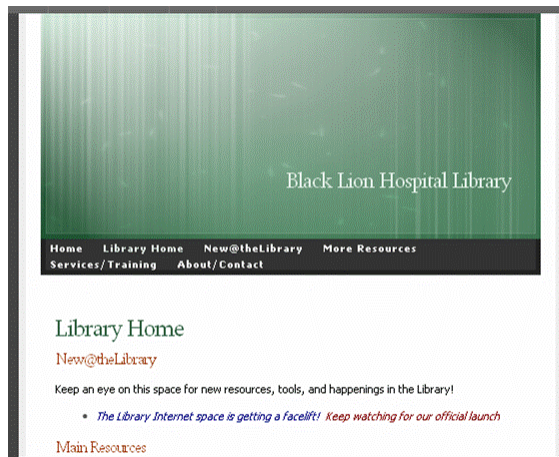 Black Lion Hospital Library
Home Library Home New@theLibrary More Resources
Services/Training About/Contact
Library Home
New@theLibrary
Keep an eye on this space for new resources, tools, and happenings in the Library!
The Library Internet space is getting a facelift! Keep watching for our official launch
Main Resources